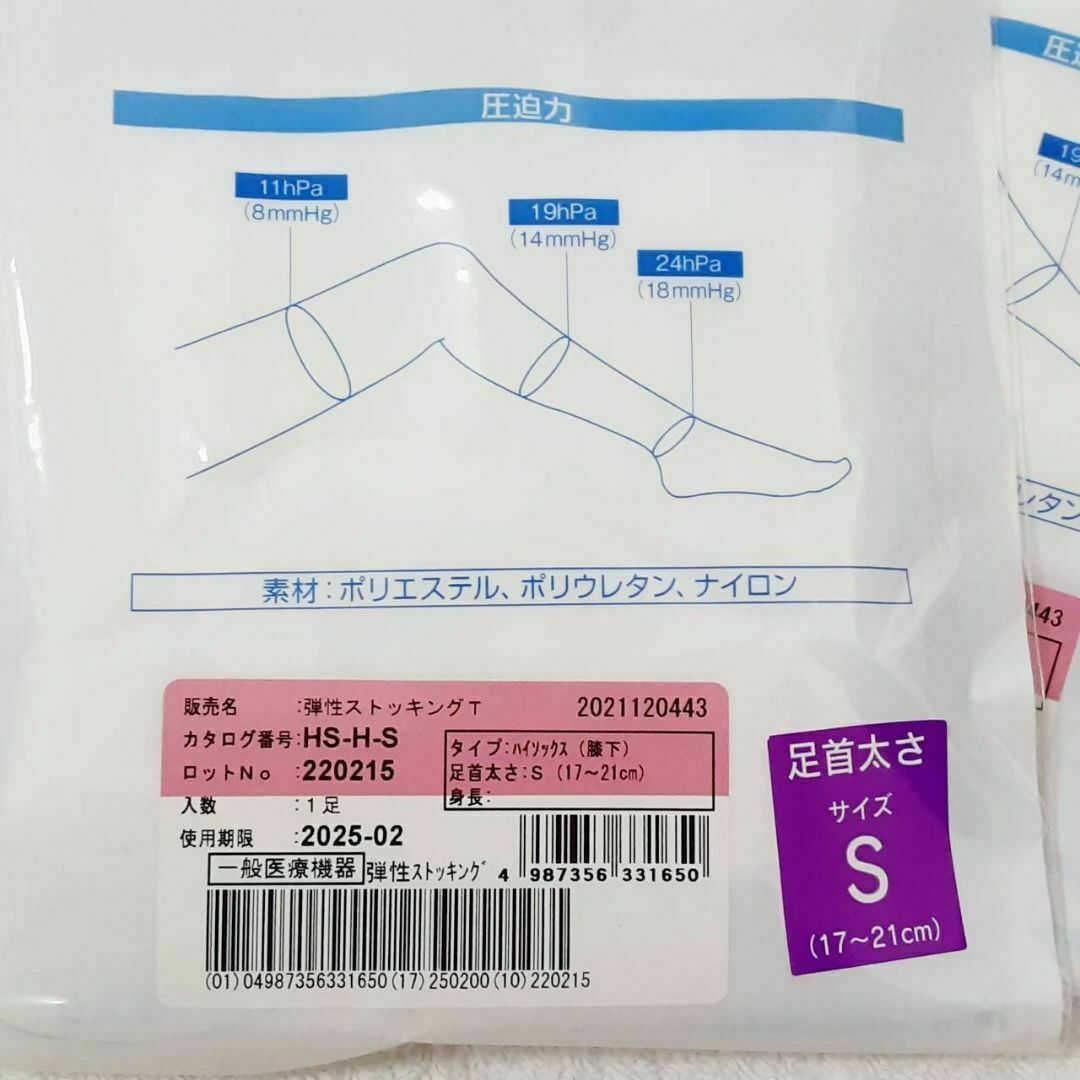 圧迫力
11hPa
(8mmHg)
19hPa
(14mmHg)
24hPa
(18mmHg)
素材：ポリエステル、ポリウレタン、ナイロン
販売名 :弾性ストッキングT 2021120443
カタログ番号:HS-H-S
タイプ:ﾊｲｿｯｸｽ（膝下）
ロットNo :220215
足首太さ:S（17～21cm）
入数 :1足
身長:
使用期限 :2025-02
一般医療機器 弾性ｽﾄｯｷﾝｸﾞ
4 987356 331650
(01)04987356331650(17)250200(10)220215
足首太さ
サイズ
S
(17～21cm)
443